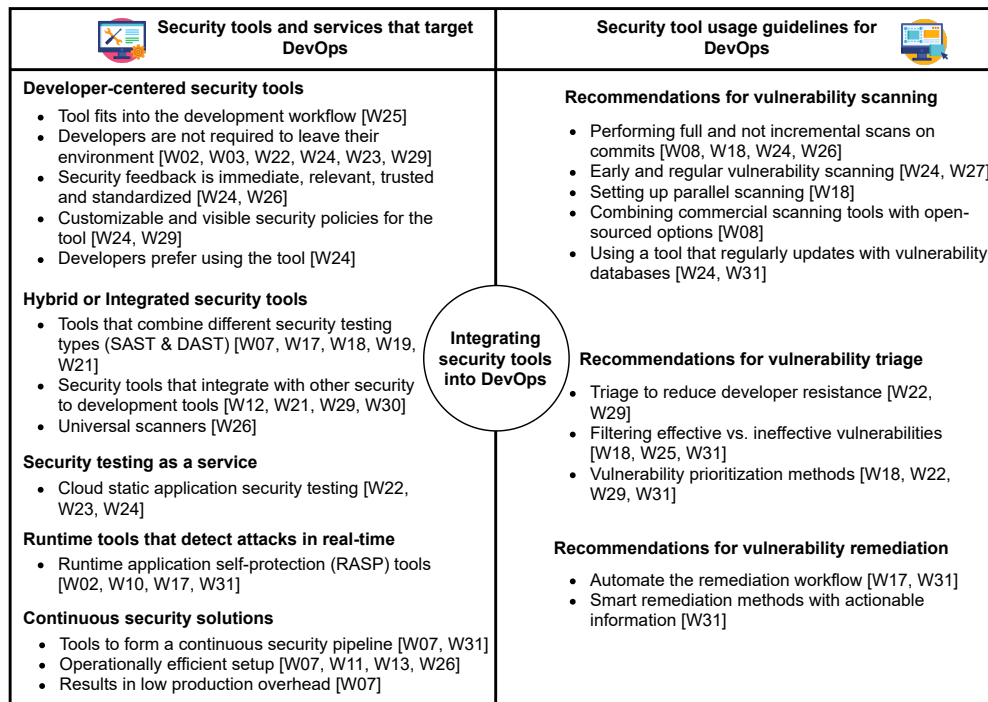 Security tools and services that target
DevOps
Security tool usage guidelines for
DevOps
Developer-centered security tools
• Tool fits into the development workflow [W25]
• Developers are not required to leave their
environment [W02, W03, W22, W24, W23, W29]
• Security feedback is immediate, relevant, trusted
and standardized [W24, W26]
• Customizable and visible security policies for the
tool [W24, W29]
• Developers prefer using the tool [W24]
Hybrid or Integrated security tools
• Tools that combine different security testing
types (SAST & DAST) [W07, W17, W18, W19,
W21]
• Security tools that integrate with other security
to development tools [W12, W21, W29, W30]
• Universal scanners [W26]
Security testing as a service
• Cloud static application security testing [W22,
W23, W24]
Runtime tools that detect attacks in real-time
• Runtime application self-protection (RASP) tools
[W02, W10, W17, W31]
Continuous security solutions
• Tools to form a continuous security pipeline [W07, W31]
• Operationally efficient setup [W07, W11, W13, W26]
• Results in low production overhead [W07]
Integrating
security tools
into DevOps
Recommendations for vulnerability scanning
• Performing full and not incremental scans on
commits [W08, W18, W24, W26]
• Early and regular vulnerability scanning [W24, W27]
• Setting up parallel scanning [W18]
• Combining commercial scanning tools with open-
sourced options [W08]
• Using a tool that regularly updates with vulnerability
databases [W24, W31]
Recommendations for vulnerability triage
• Triage to reduce developer resistance [W22,
W29]
• Filtering effective vs. ineffective vulnerabilities
[W18, W25, W31]
• Vulnerability prioritization methods [W18, W22,
W29, W31]
Recommendations for vulnerability remediation
• Automate the remediation workflow [W17, W31]
• Smart remediation methods with actionable
information [W31]